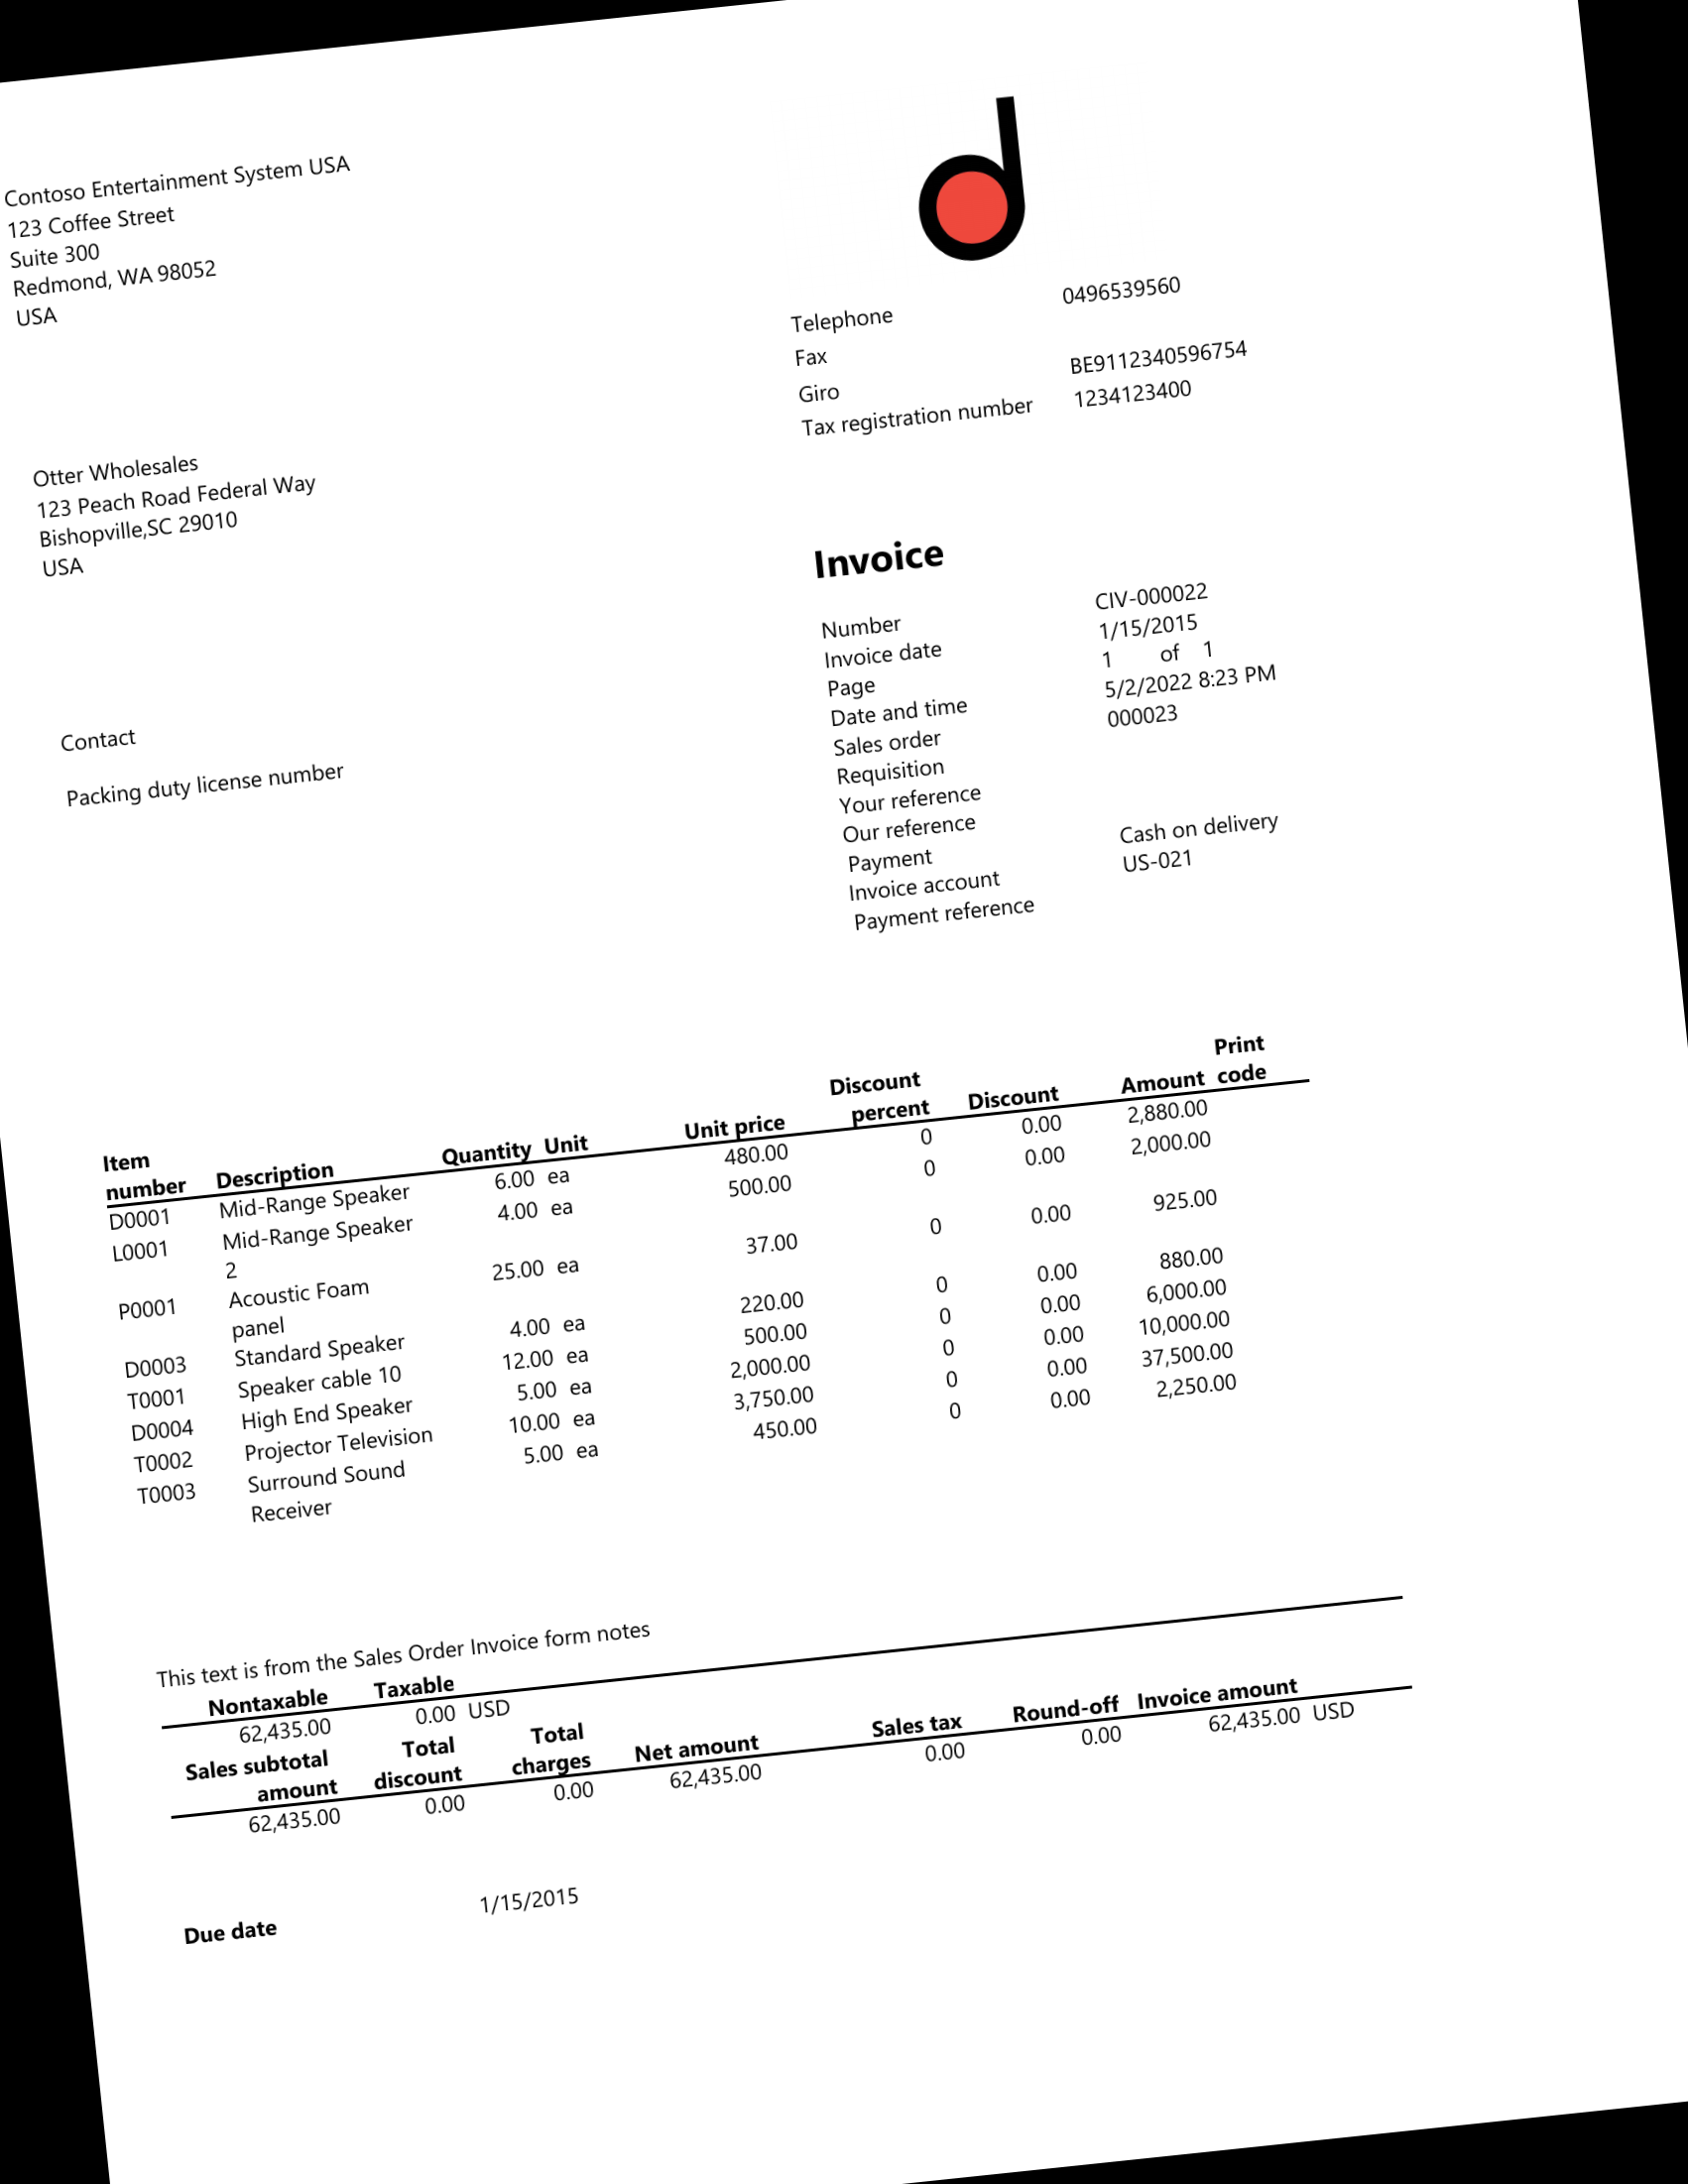 Contoso Entertainment System USA
123 Coffee Street
Suite 300
Redmond, WA 98052
USA
Telephone 0496539560
Fax
Giro BE9112340596754
Tax registration number 1234123400
Otter Wholesales
123 Peach Road Federal Way
Bishopville,SC 29010
USA
Invoice
Number CIV-000022
Invoice date 1/15/2015
Page 1 of 1
Date and time 5/2/2022 8:23 PM
Sales order 000023
Requisition
Your reference
Our reference
Payment Cash on delivery
Invoice account US-021
Payment reference
Contact
Packing duty license number
Item Discount Print
number Description Quantity Unit Unit price percent Discount Amount code
D0001 Mid-Range Speaker 6.00 ea 480.00 0 0.00 2,880.00
L0001 Mid-Range Speaker 4.00 ea 500.00 0 0.00 2,000.00
2
P0001 Acoustic Foam 25.00 ea 37.00 0 0.00 925.00
panel
D0003 Standard Speaker 4.00 ea 220.00 0 0.00 880.00
T0001 Speaker cable 10 12.00 ea 500.00 0 0.00 6,000.00
D0004 High End Speaker 5.00 ea 2,000.00 0 0.00 10,000.00
T0002 Projector Television 10.00 ea 3,750.00 0 0.00 37,500.00
T0003 Surround Sound 5.00 ea 450.00 0 0.00 2,250.00
Receiver
This text is from the Sales Order Invoice form notes
Nontaxable Taxable
62,435.00 0.00 USD
Sales subtotal Total Total
amount discount charges Net amount Sales tax Round-off Invoice amount
62,435.00 0.00 0.00 62,435.00 0.00 0.00 62,435.00 USD
Due date 1/15/2015